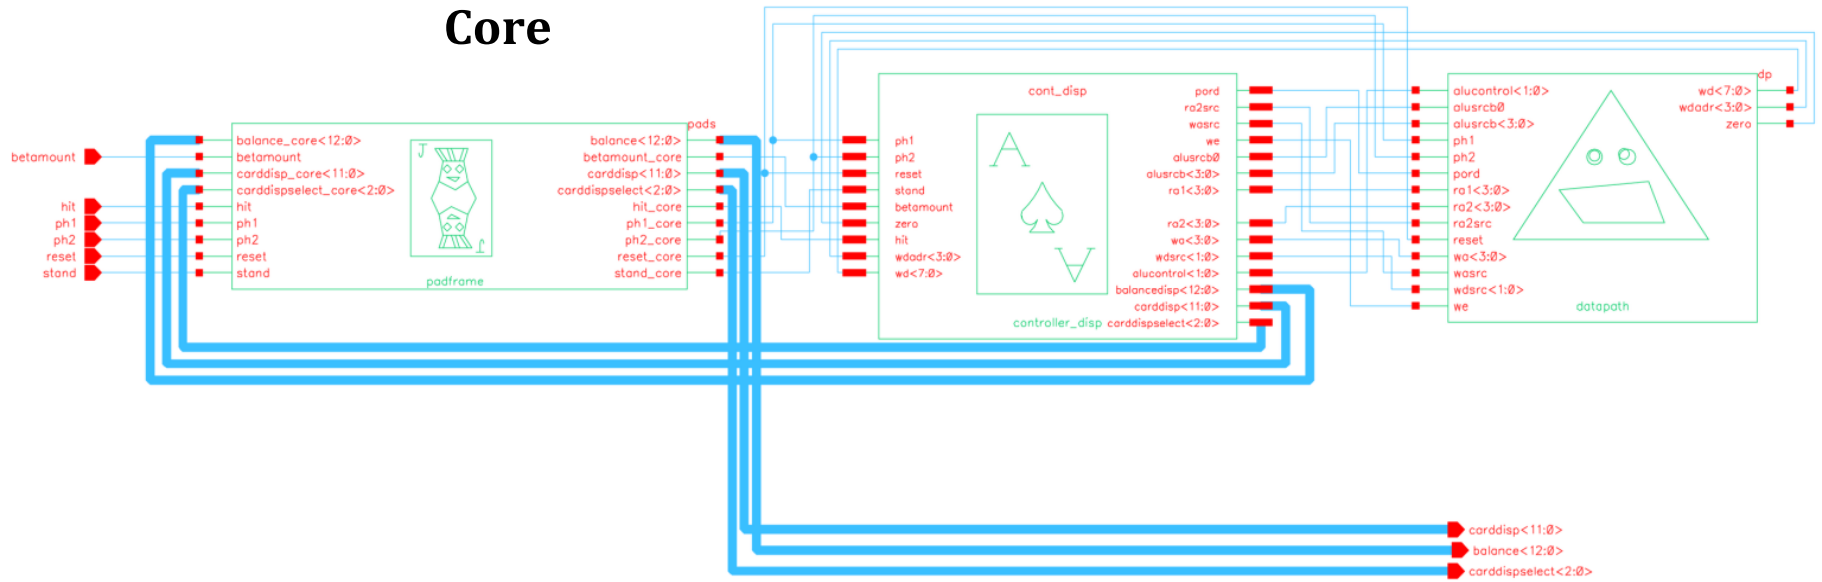 Core
betamount
hit
ph1
ph2
reset
stand
pads
balance_core<12:0>
betamount
carddisp_core<11:0>
carddispselect_core<2:0>
hit
ph1
ph2
reset
stand
J
J
padframe
balance<12:0>
betamount_core
carddisp<11:0>
carddispselect<2:0>
hit_core
ph1_core
ph2_core
reset_core
stand_core
cont_disp
ph1
ph2
reset
stand
betamount
zero
hit
wdadr<3:0>
wd<7:0>
A
A
controller_disp
pord
ra2src
wasrc
we
alusrcb0
alusrcb<3:0>
ra1<3:0>
ra2<3:0>
wa<3:0>
wdsrc<1:0>
alucontrol<1:0>
balancedisp<12:0>
carddisp<11:0>
carddispselect<2:0>
dp
alucontrol<1:0>
alusrcb0
alusrcb<3:0>
ph1
ph2
pord
ra1<3:0>
ra2<3:0>
ra2src
reset
wa<3:0>
wasrc
wdsrc<1:0>
we
wd<7:0>
wdadr<3:0>
zero
datapath
carddisp<11:0>
balance<12:0>
carddispselect<2:0>